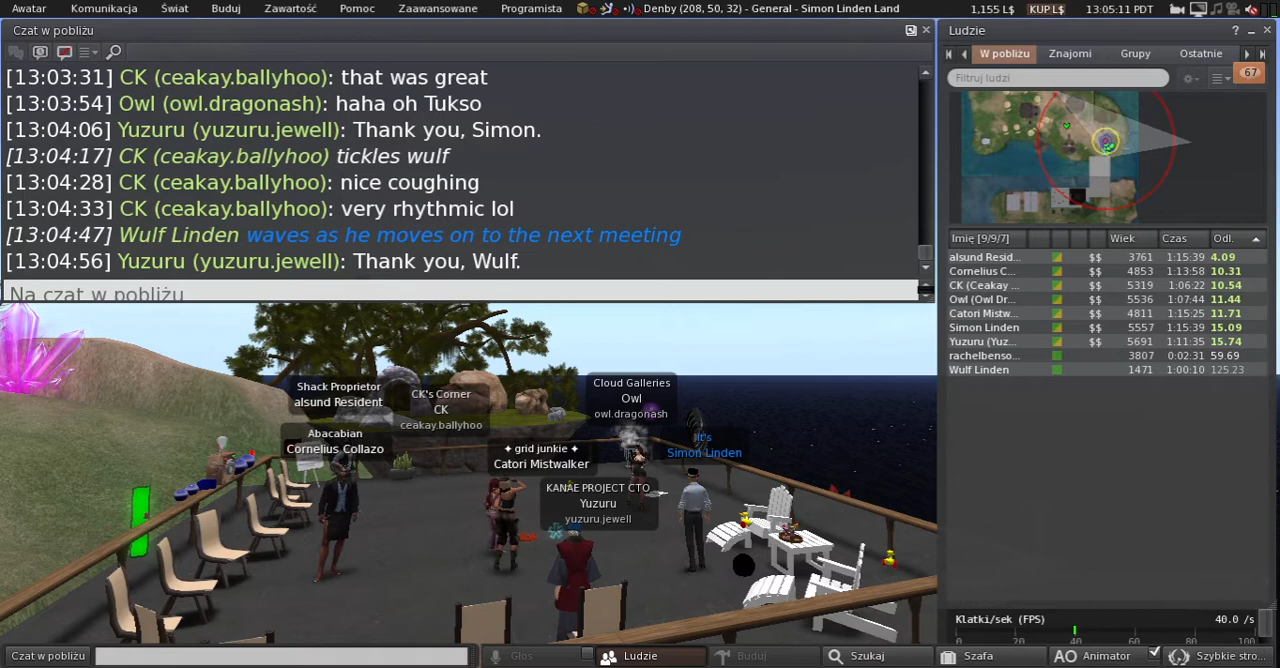 Awatar Komunikacja Świat Buduj Zawartość Pomoc Zaawansowane Programista Denby (208, 50, 32) - General - Simon Linden Land 1,155 L$ KUP L$ 13:05:11 PDT
Czat w pobliżu
[13:03:31] CK (ceakay.ballyhoo): that was great
[13:03:54] Owl (owl.dragonash): haha oh Tukso
[13:04:06] Yuzuru (yuzuru.jewell): Thank you, Simon.
[13:04:17] CK (ceakay.ballyhoo) tickles wulf
[13:04:28] CK (ceakay.ballyhoo): nice coughing
[13:04:33] CK (ceakay.ballyhoo): very rhythmic lol
[13:04:47] Wulf Linden waves as he moves on to the next meeting
[13:04:56] Yuzuru (yuzuru.jewell): Thank you, Wulf.
Na czat w pobliżu
Ludzie
W pobliżu Znajomi Grupy Ostatnie
Filtruj ludzi 67
Imię [9/9/7] Wiek Czas Odl.
alsund Resid... $$ 3761 1:15:39 4.09
Cornelius C... $$ 4853 1:13:58 10.31
CK (Ceakay ... $$ 5319 1:06:22 10.54
Owl (Owl Dr... $$ 5536 1:07:44 11.44
Catori Mistw... $$ 4811 1:15:25 11.71
Simon Linden $$ 5557 1:15:39 15.09
Yuzuru (Yuz... $$ 5691 1:11:35 15.74
rachelbenso... 3807 0:02:31 59.69
Wulf Linden 1471 1:00:10 125.23
Shack Proprietor
alsund Resident
CK's Corner
CK
ceakay.ballyhoo
Cloud Galleries
Owl
owl.dragonash
Abacabian
Cornelius Collazo
✦ grid junkie ✦
Catori Mistwalker
It's
Simon Linden
KANAE PROJECT CTO
Yuzuru
yuzuru.jewell
Klatki/sek (FPS) 40.0 /s
0 20 40 60 80 100
Czat w pobliżu Głos Ludzie Buduj Szukaj Szafa AO Animator Szybkie stro...